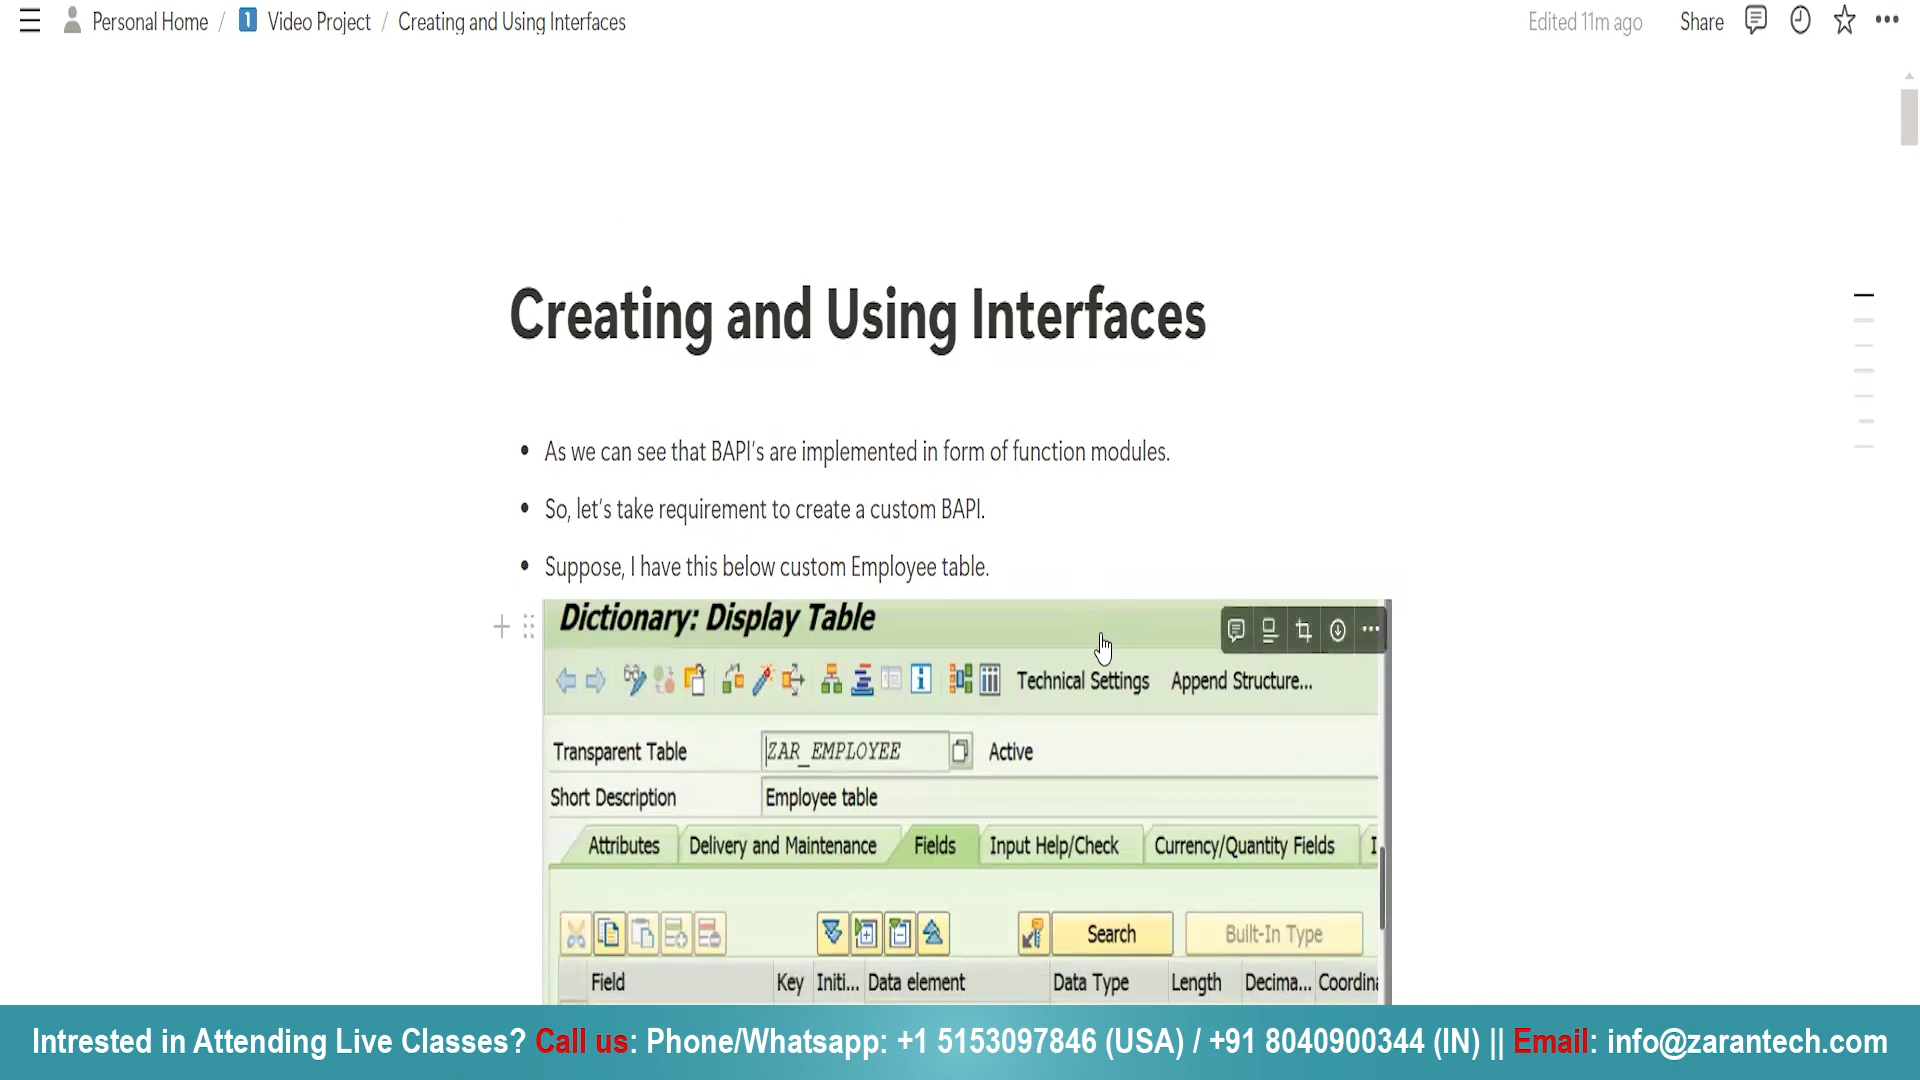 Personal Home / 1 Video Project / Creating and Using Interfaces
Edited 11m ago Share
Creating and Using Interfaces
• As we can see that BAPI's are implemented in form of function modules.
• So, let's take requirement to create a custom BAPI.
• Suppose, I have this below custom Employee table.
Dictionary: Display Table
Technical Settings Append Structure...
Transparent Table ZAR_EMPLOYEE Active
Short Description Employee table
Attributes Delivery and Maintenance Fields Input Help/Check Currency/Quantity Fields I
Search Built-In Type
Field Key Initi... Data element Data Type Length Decima... Coordina
Intrested in Attending Live Classes? Call us: Phone/Whatsapp: +1 5153097846 (USA) / +91 8040900344 (IN) || Email: info@zarantech.com